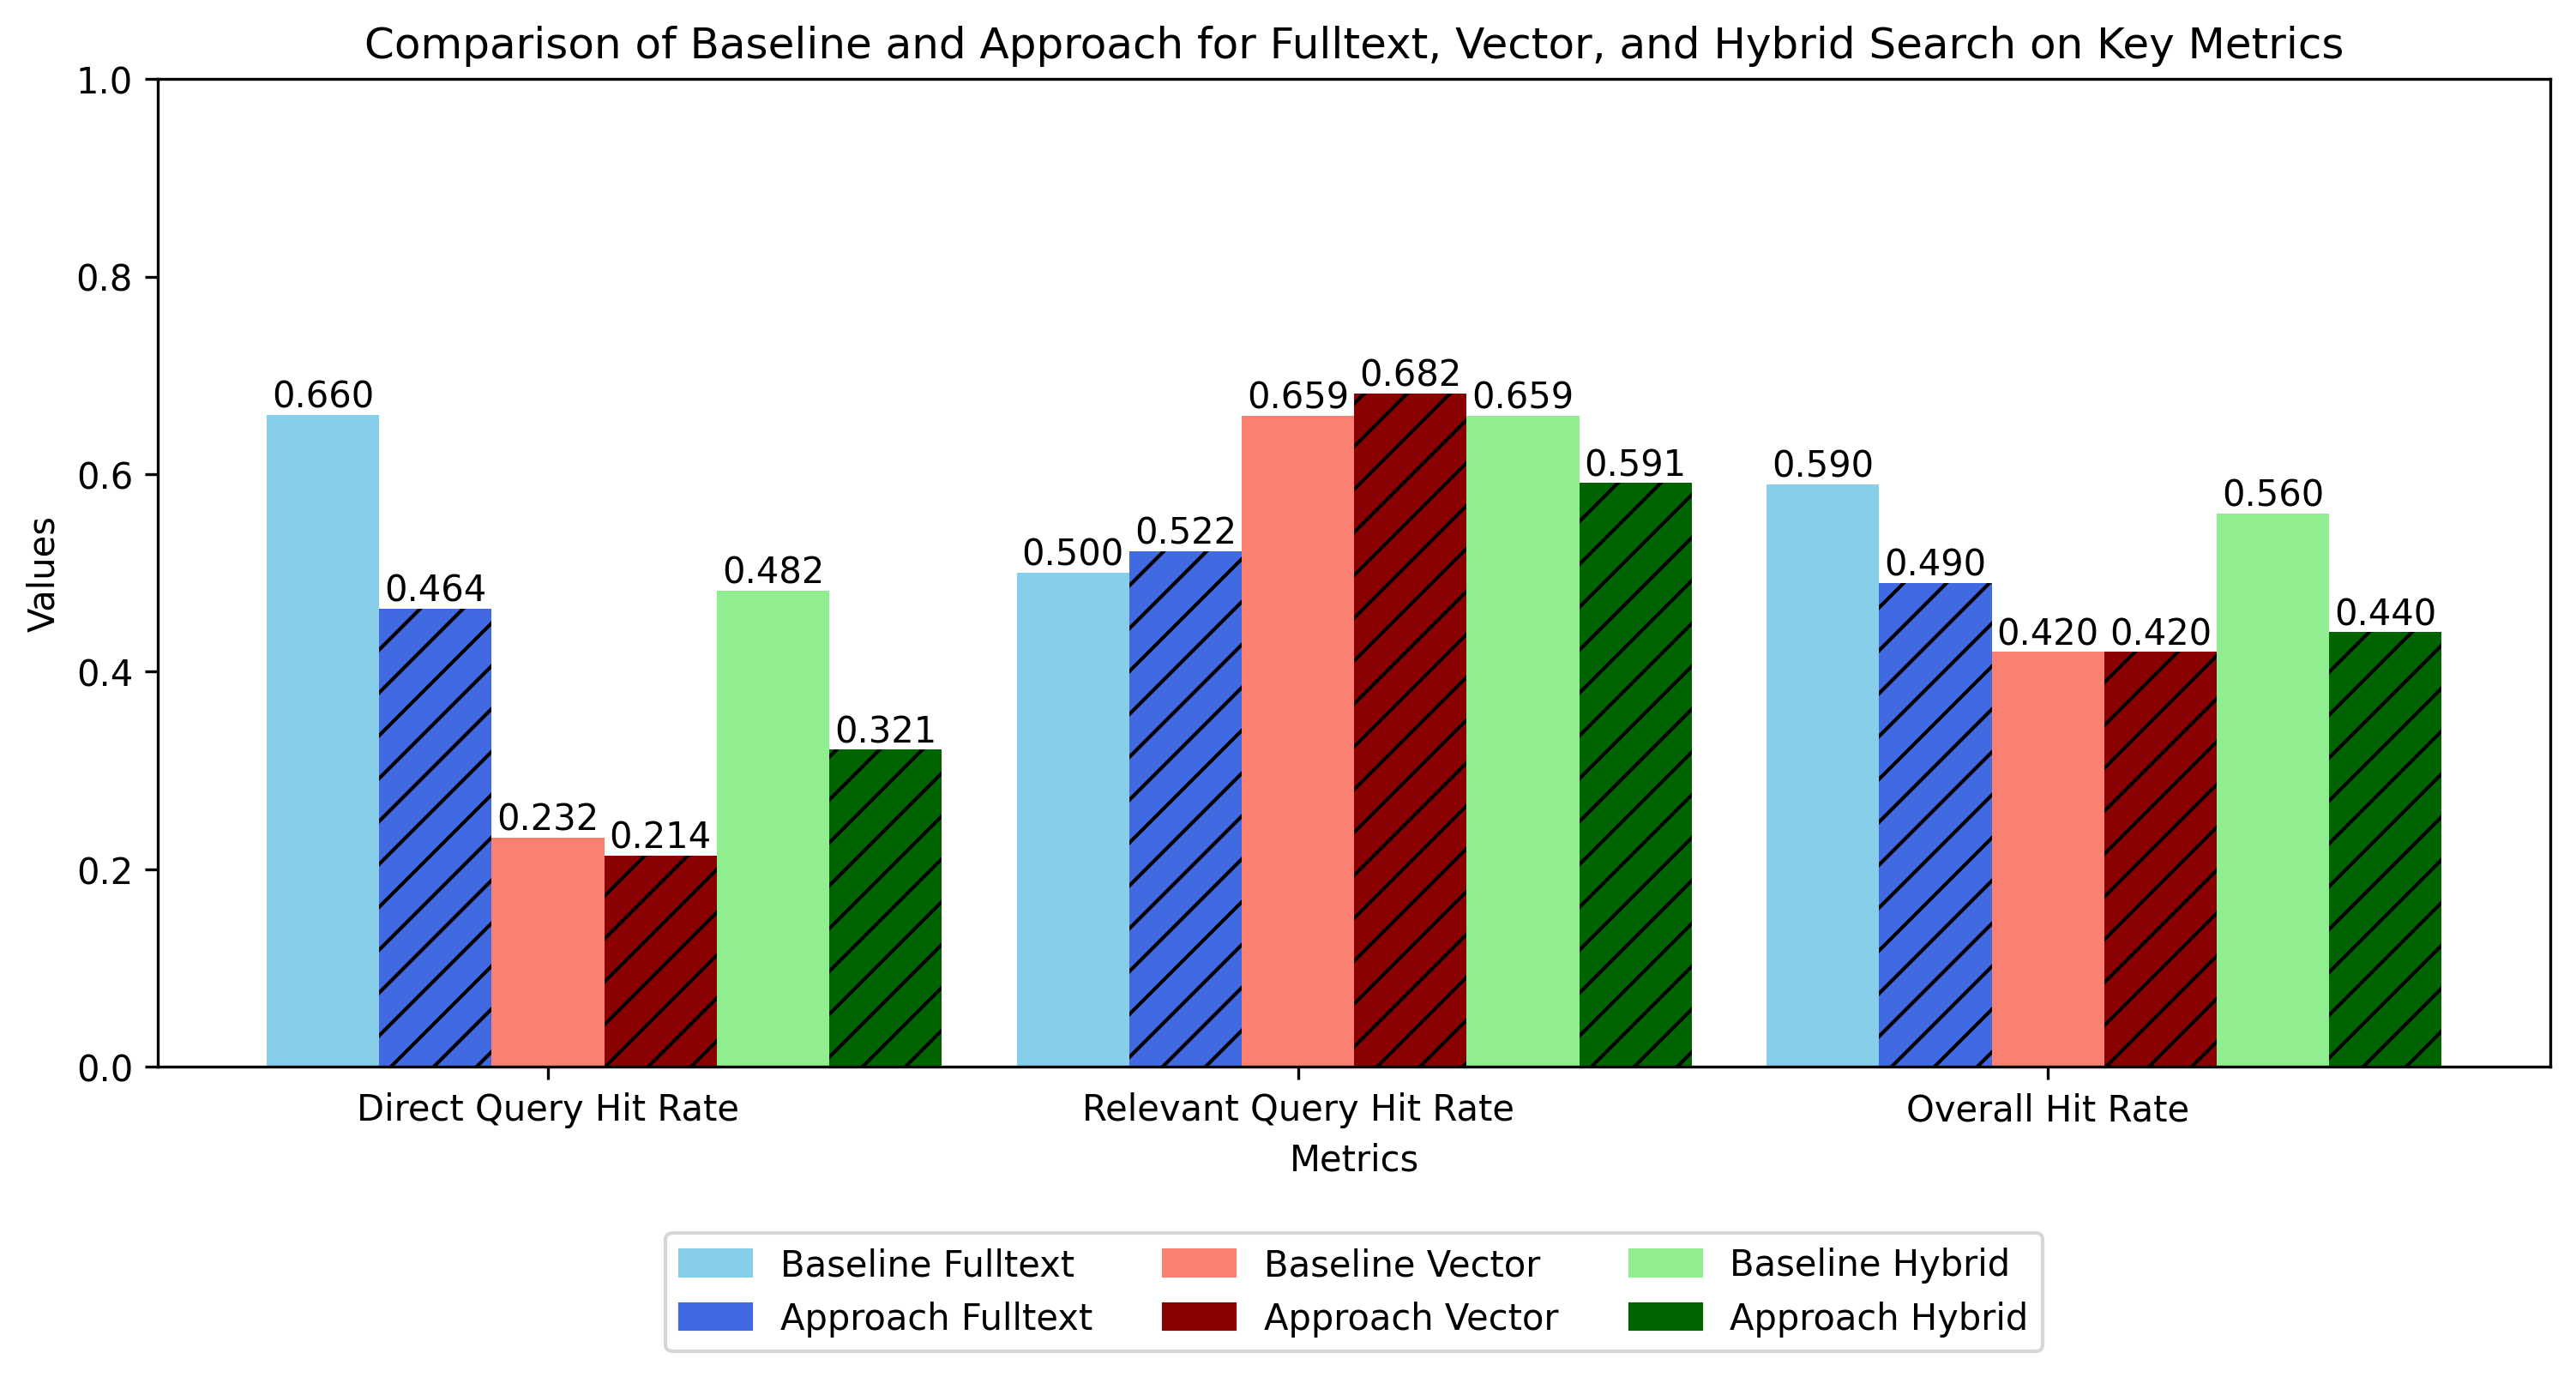 Comparison of Baseline and Approach for Fulltext, Vector, and Hybrid Search on Key Metrics
1.0
0.8
0.6
0.4
0.2
0.0
Values
0.660
0.464
0.232
0.214
0.482
0.321
0.500
0.522
0.659
0.682
0.659
0.591
0.590
0.490
0.420
0.420
0.560
0.440
Direct Query Hit Rate
Relevant Query Hit Rate
Overall Hit Rate
Metrics
Baseline Fulltext
Approach Fulltext
Baseline Vector
Approach Vector
Baseline Hybrid
Approach Hybrid